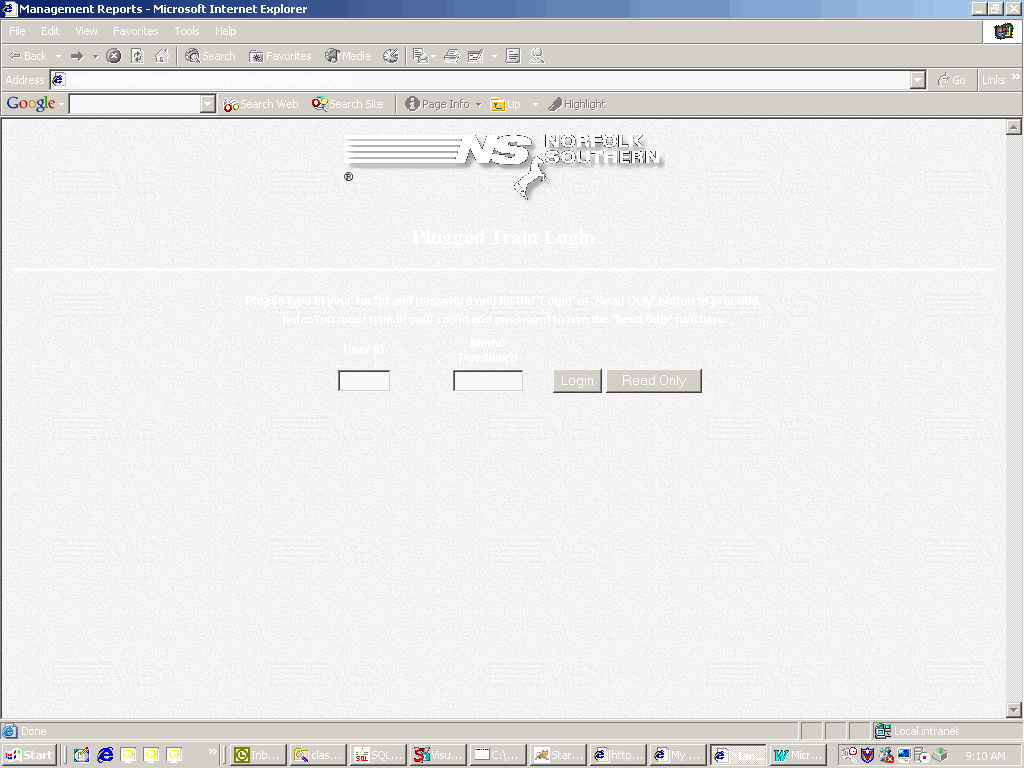 Management Reports - Microsoft Internet Explorer
File Edit View Favorites Tools Help
Back Search Favorites Media
Address Go Links »
Google Search Web Search Site Page Info Up Highlight
NS NORFOLK
SOUTHERN
®
Plugged Train Login
Please type in your racfid and password and hit the 'Login' or 'Read Only' button to proceed.
Note: You must type in your racfid and password to use the 'Read Only' function.
User ID
Password
Login Read Only
Done Local intranet
Start » Inb... clas... SQL... Visu... C:\... Star... http... My ... Man... Micr... 9:10 AM